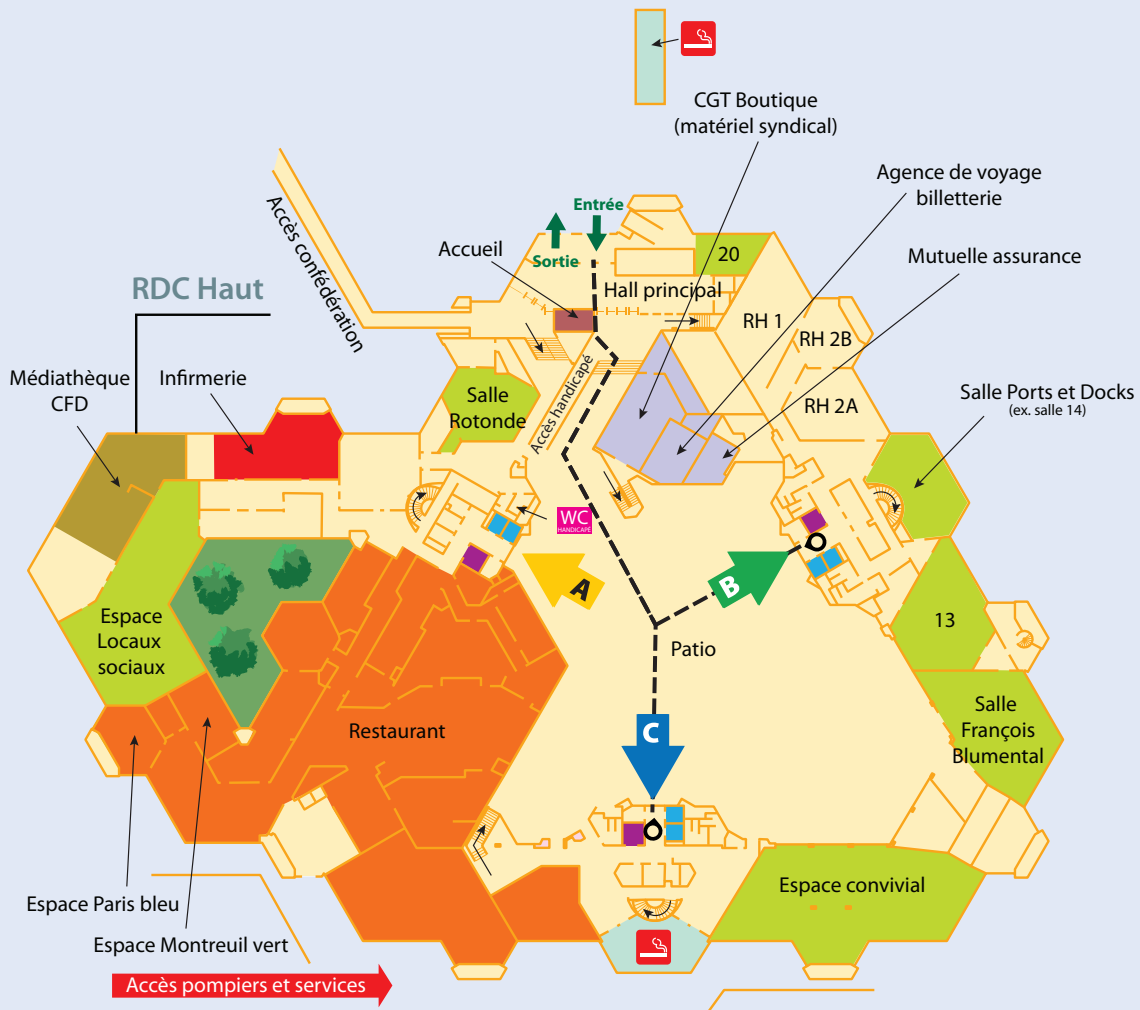 CGT Boutique
(matériel syndical)
Agence de voyage
billetterie
Mutuelle assurance
Accès confédération
Entrée
Sortie
Accueil
20
Hall principal
RDC Haut
RH 1
RH 2B
RH 2A
Médiathèque
CFD
Infirmerie
Salle
Rotonde
Accès handicapé
Salle Ports et Docks
(ex. salle 14)
WC
HANDICAPÉ
A
B
Espace
Locaux
sociaux
13
Patio
Restaurant
C
Salle
François
Blumental
Espace convivial
Espace Paris bleu
Espace Montreuil vert
Accès pompiers et services